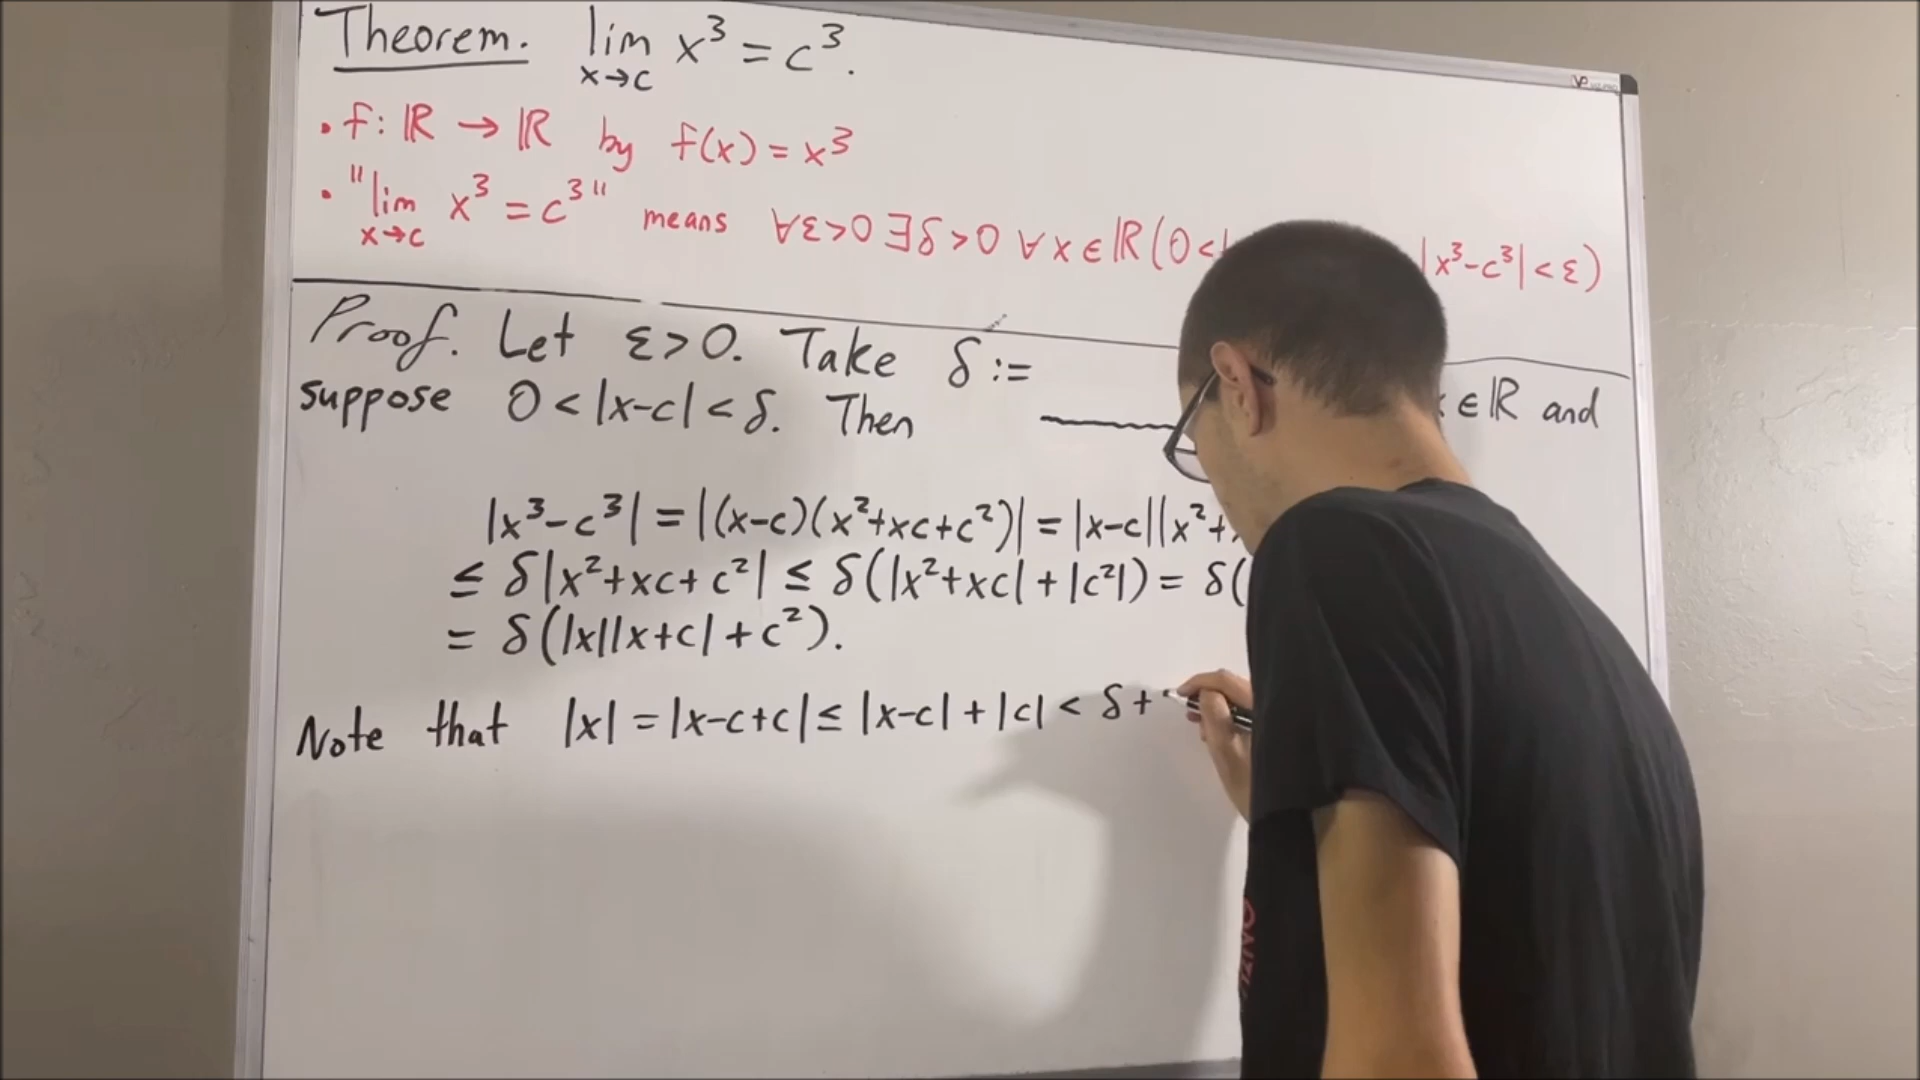 Theorem. lim x³ = c³.
x→c
• f: ℝ → ℝ by f(x) = x³
• "lim x³ = c³" means ∀ε>0 ∃δ>0 ∀x∈ℝ(0< |x³-c³|<ε)
x→c
Proof. Let ε>0. Take δ := ∈ℝ and
suppose 0<|x-c|<δ. Then
|x³-c³| = |(x-c)(x²+xc+c²)| = |x-c||x²+
≤ δ|x²+xc+c²| ≤ δ(|x²+xc|+|c²|) = δ(
= δ(|x||x+c|+c²).
Note that |x| = |x-c+c| ≤ |x-c|+|c| < δ+